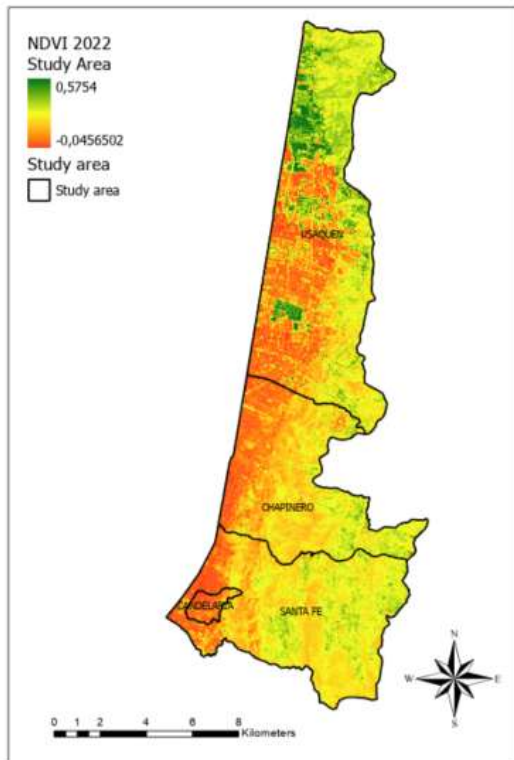 NDVI 2022
Study Area
0,5754
-0,0456502
Study area
Study area
USAQUEN
CHAPINERO
CANDELARIA
SANTA FE
N
W E
S
0 1 2 4 6 8
Kilometers